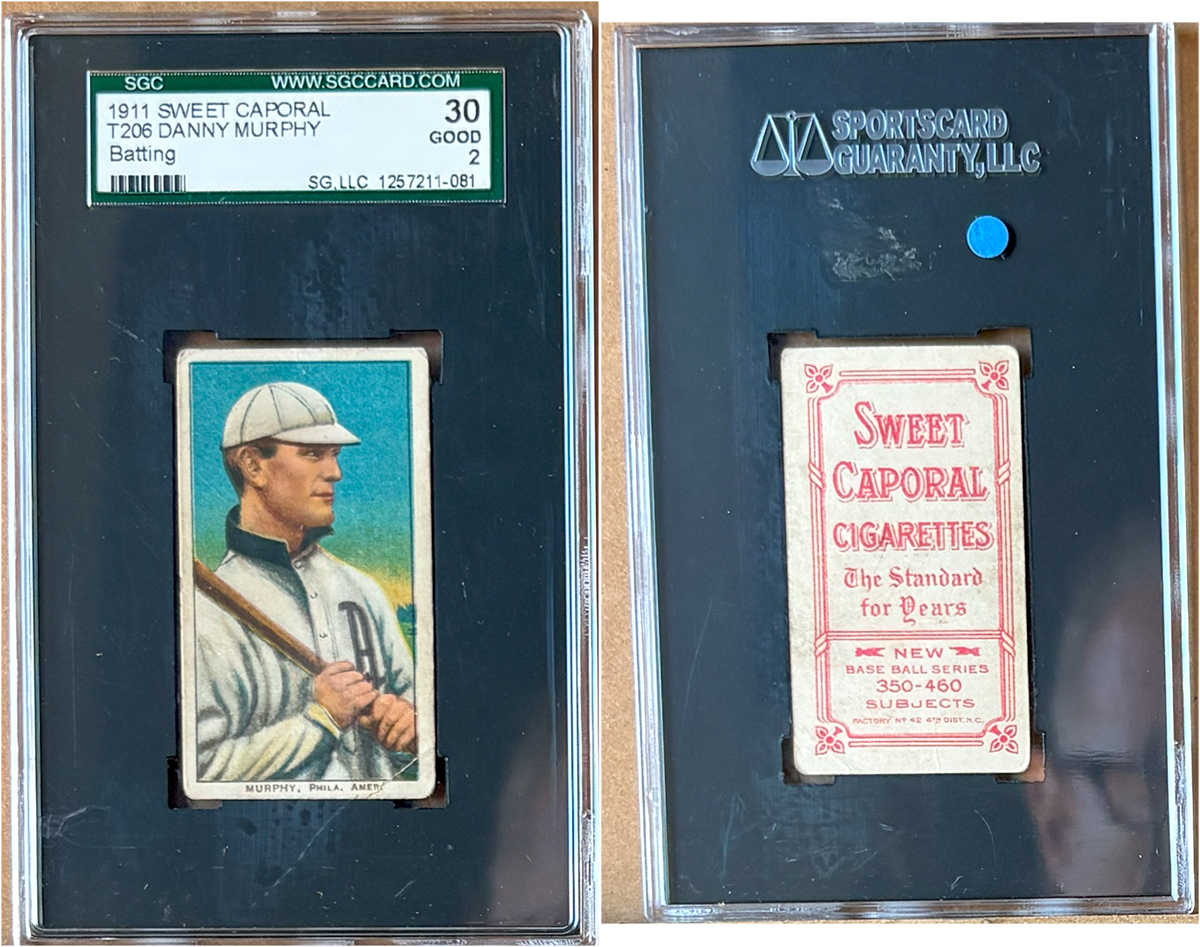 SGC WWW.SGCCARD.COM
1911 SWEET CAPORAL 30
T206 DANNY MURPHY GOOD
Batting 2
SG, LLC 1257211-081
A
MURPHY, PHILA. AMER.
SPORTSCARD
GUARANTY, LLC
SWEET
CAPORAL
CIGARETTES
The Standard
for Years
NEW
BASE BALL SERIES
350-460
SUBJECTS
FACTORY Nº 42 4TH DIST. N.C.